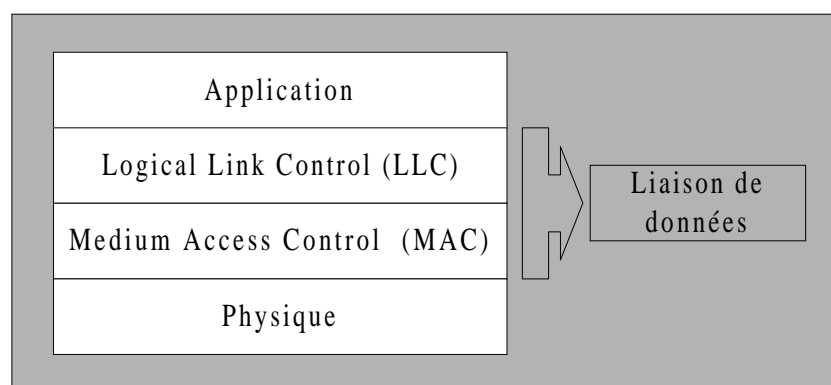 Application
Logical Link Control (LLC)
Medium Access Control (MAC)
Physique
Liaison de
données